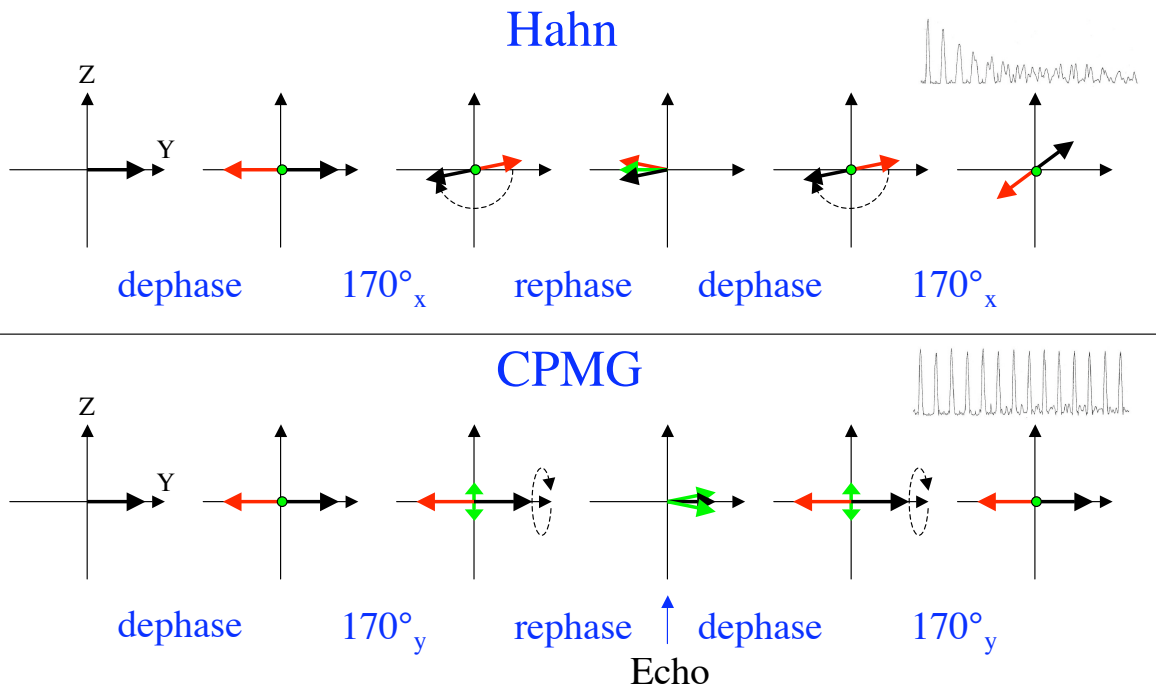 Hahn
Z
Y
dephase 170°x rephase dephase 170°x
CPMG
Z
Y
dephase 170°y rephase dephase 170°y
Echo